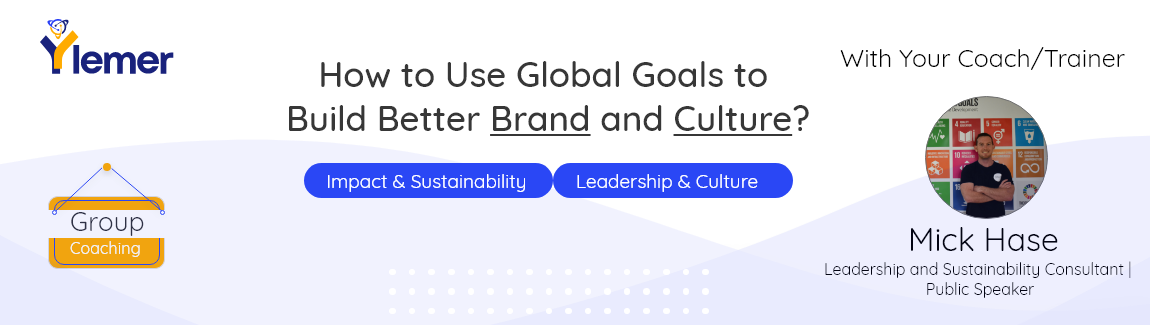 Ylemer
How to Use Global Goals to
Build Better Brand and Culture?
Impact & Sustainability
Leadership & Culture
Group
Coaching
With Your Coach/Trainer
GOALS
Mick Hase
Leadership and Sustainability Consultant |
Public Speaker